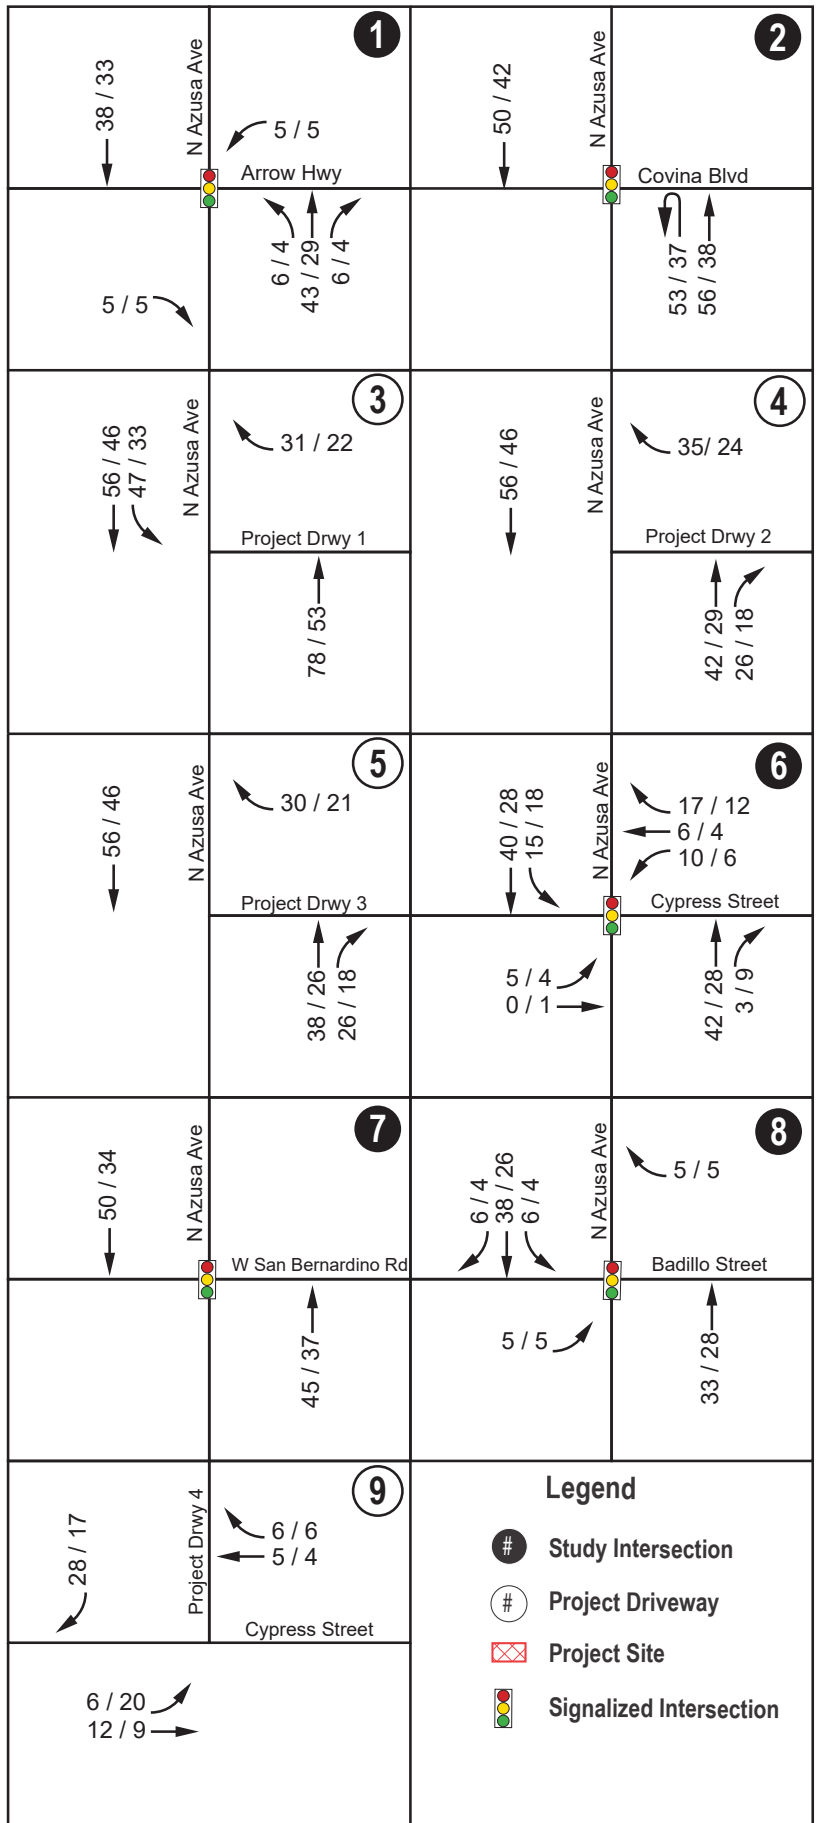 1
N Azusa Ave
38 / 33
5 / 5
Arrow Hwy
6 / 4
43 / 29
6 / 4
5 / 5
2
N Azusa Ave
50 / 42
Covina Blvd
53 / 37
56 / 38
3
N Azusa Ave
56 / 46
47 / 33
31 / 22
Project Drwy 1
78 / 53
4
N Azusa Ave
56 / 46
35/ 24
Project Drwy 2
42 / 29
26 / 18
5
N Azusa Ave
56 / 46
30 / 21
Project Drwy 3
38 / 26
26 / 18
6
N Azusa Ave
40 / 28
15 / 18
17 / 12
6 / 4
10 / 6
Cypress Street
5 / 4
0 / 1
42 / 28
3 / 9
7
N Azusa Ave
50 / 34
W San Bernardino Rd
45 / 37
8
N Azusa Ave
6 / 4
38 / 26
6 / 4
5 / 5
Badillo Street
5 / 5
33 / 28
9
Project Drwy 4
28 / 17
6 / 6
5 / 4
Cypress Street
6 / 20
12 / 9
Legend
# Study Intersection
# Project Driveway
Project Site
Signalized Intersection